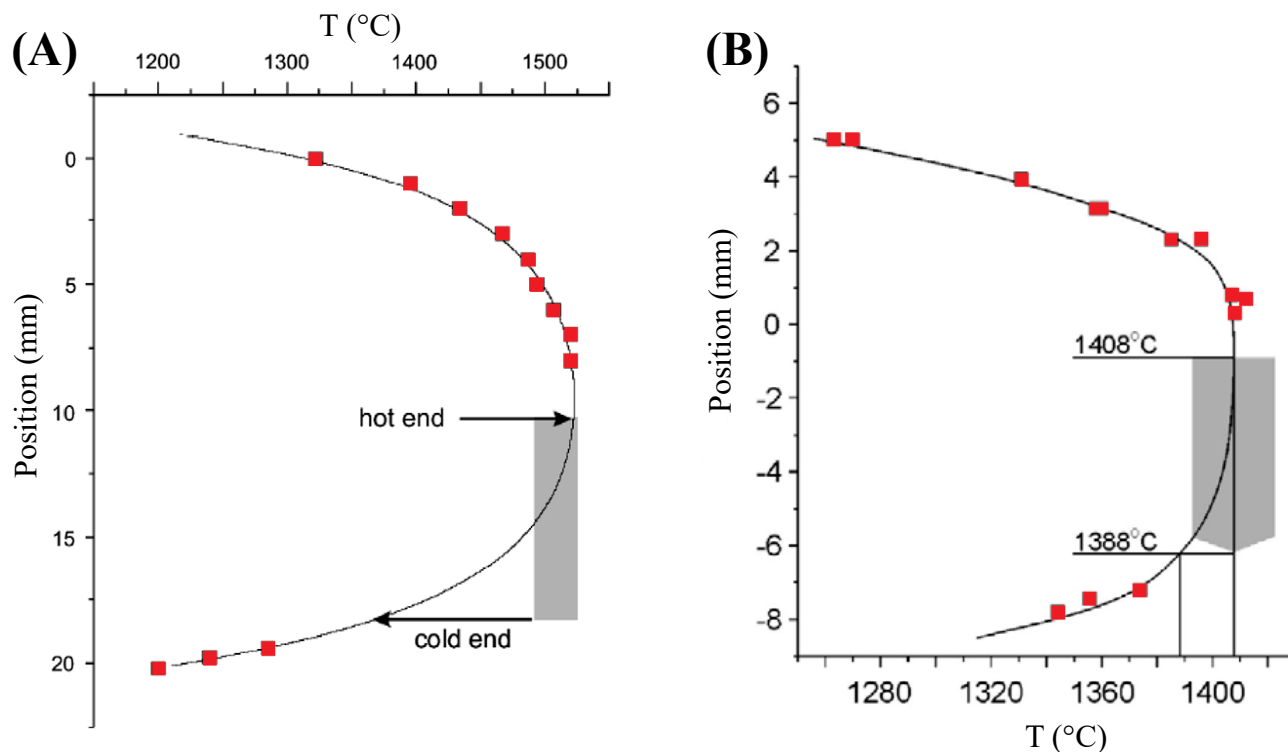 (A)
T (°C)
1200 1300 1400 1500
Position (mm)
0
5
10
15
20
hot end
cold end
(B)
Position (mm)
6
4
2
0
-2
-4
-6
-8
1408°C
1388°C
1280 1320 1360 1400
T (°C)